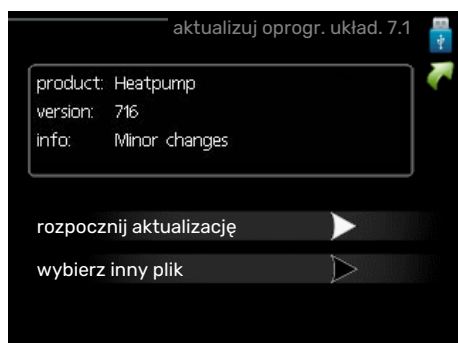 aktualizuj oprogr. układ. 7.1
product: Heatpump
version: 716
info: Minor changes
rozpocznij aktualizację
wybierz inny plik